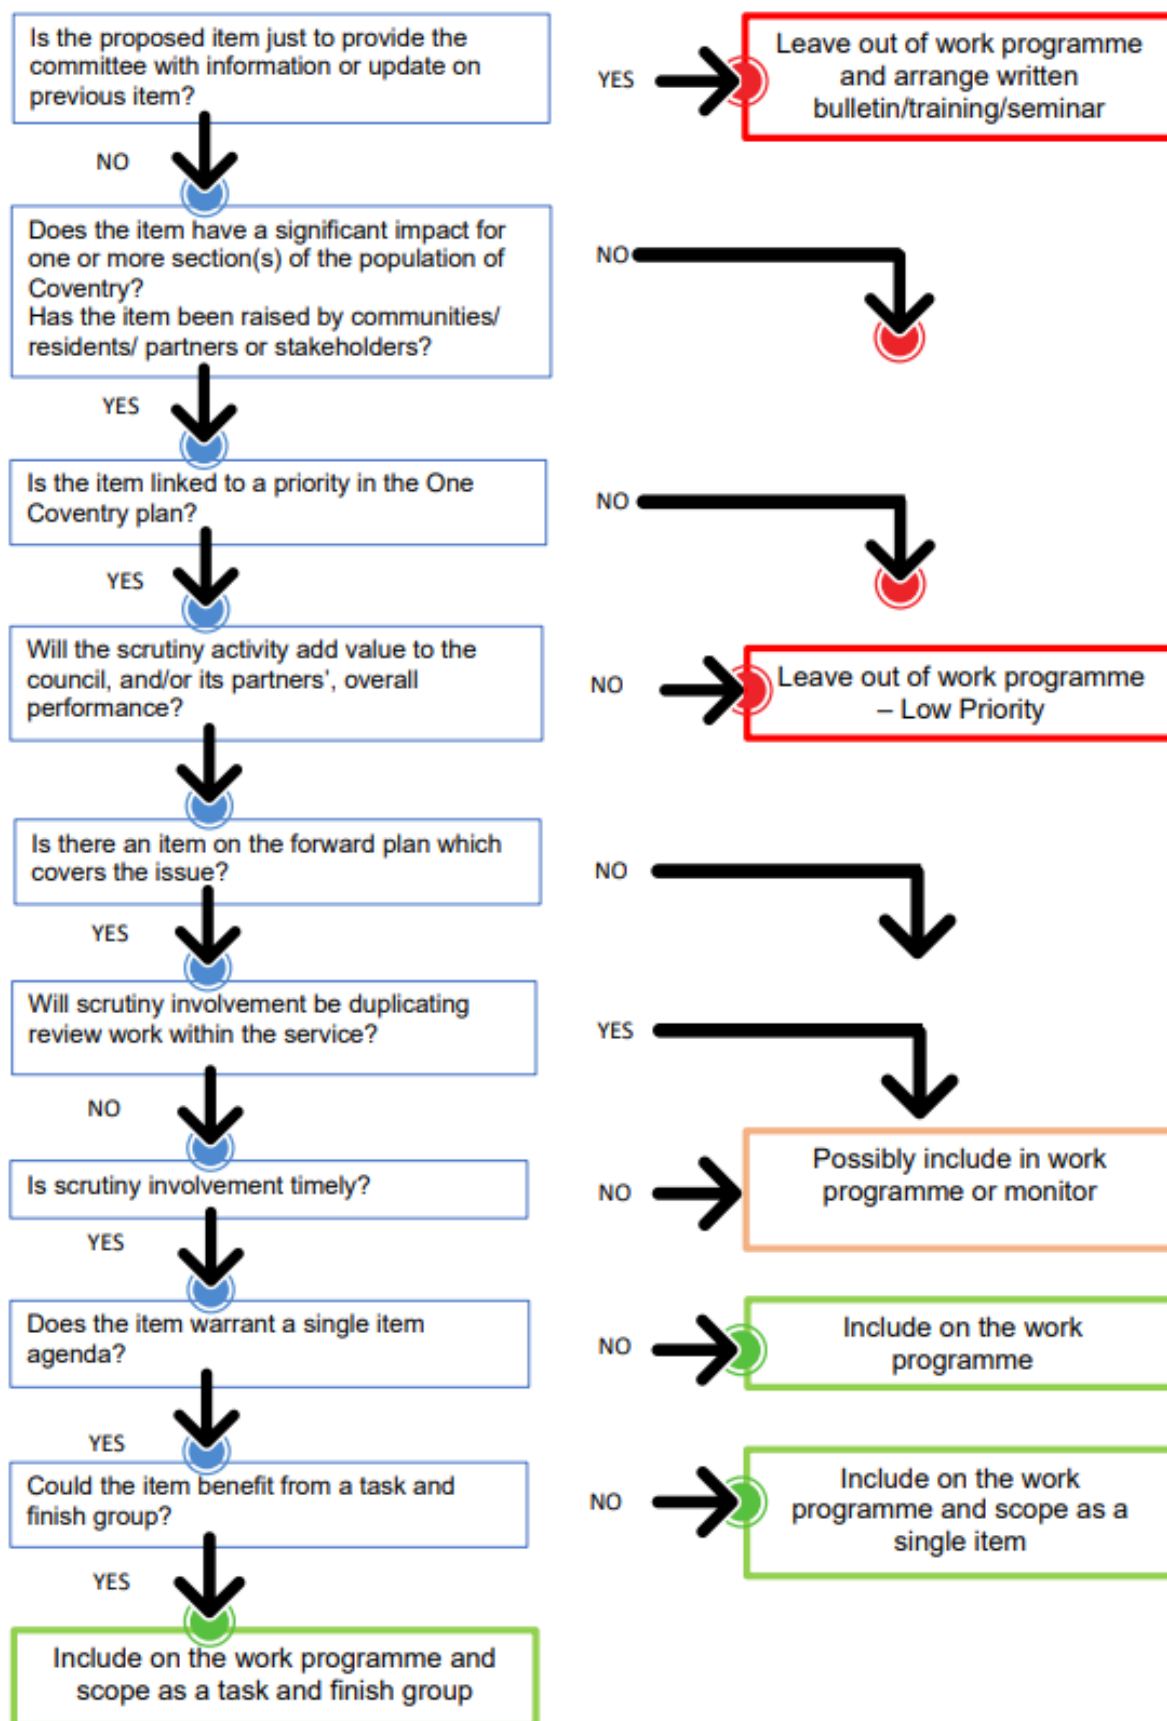 Is the proposed item just to provide the
committee with information or update on
previous item?
YES
Leave out of work programme
and arrange written
bulletin/training/seminar
NO
Does the item have a significant impact for
one or more section(s) of the population of
Coventry?
Has the item been raised by communities/
residents/ partners or stakeholders?
NO
YES
Is the item linked to a priority in the One
Coventry plan?
NO
YES
Will the scrutiny activity add value to the
council, and/or its partners’, overall
performance?
NO
Leave out of work programme
– Low Priority
Is there an item on the forward plan which
covers the issue?
NO
YES
Will scrutiny involvement be duplicating
review work within the service?
YES
NO
Is scrutiny involvement timely?
NO
Possibly include in work
programme or monitor
YES
Does the item warrant a single item
agenda?
NO
Include on the work
programme
YES
Could the item benefit from a task and
finish group?
NO
Include on the work
programme and scope as a
single item
YES
Include on the work programme and
scope as a task and finish group